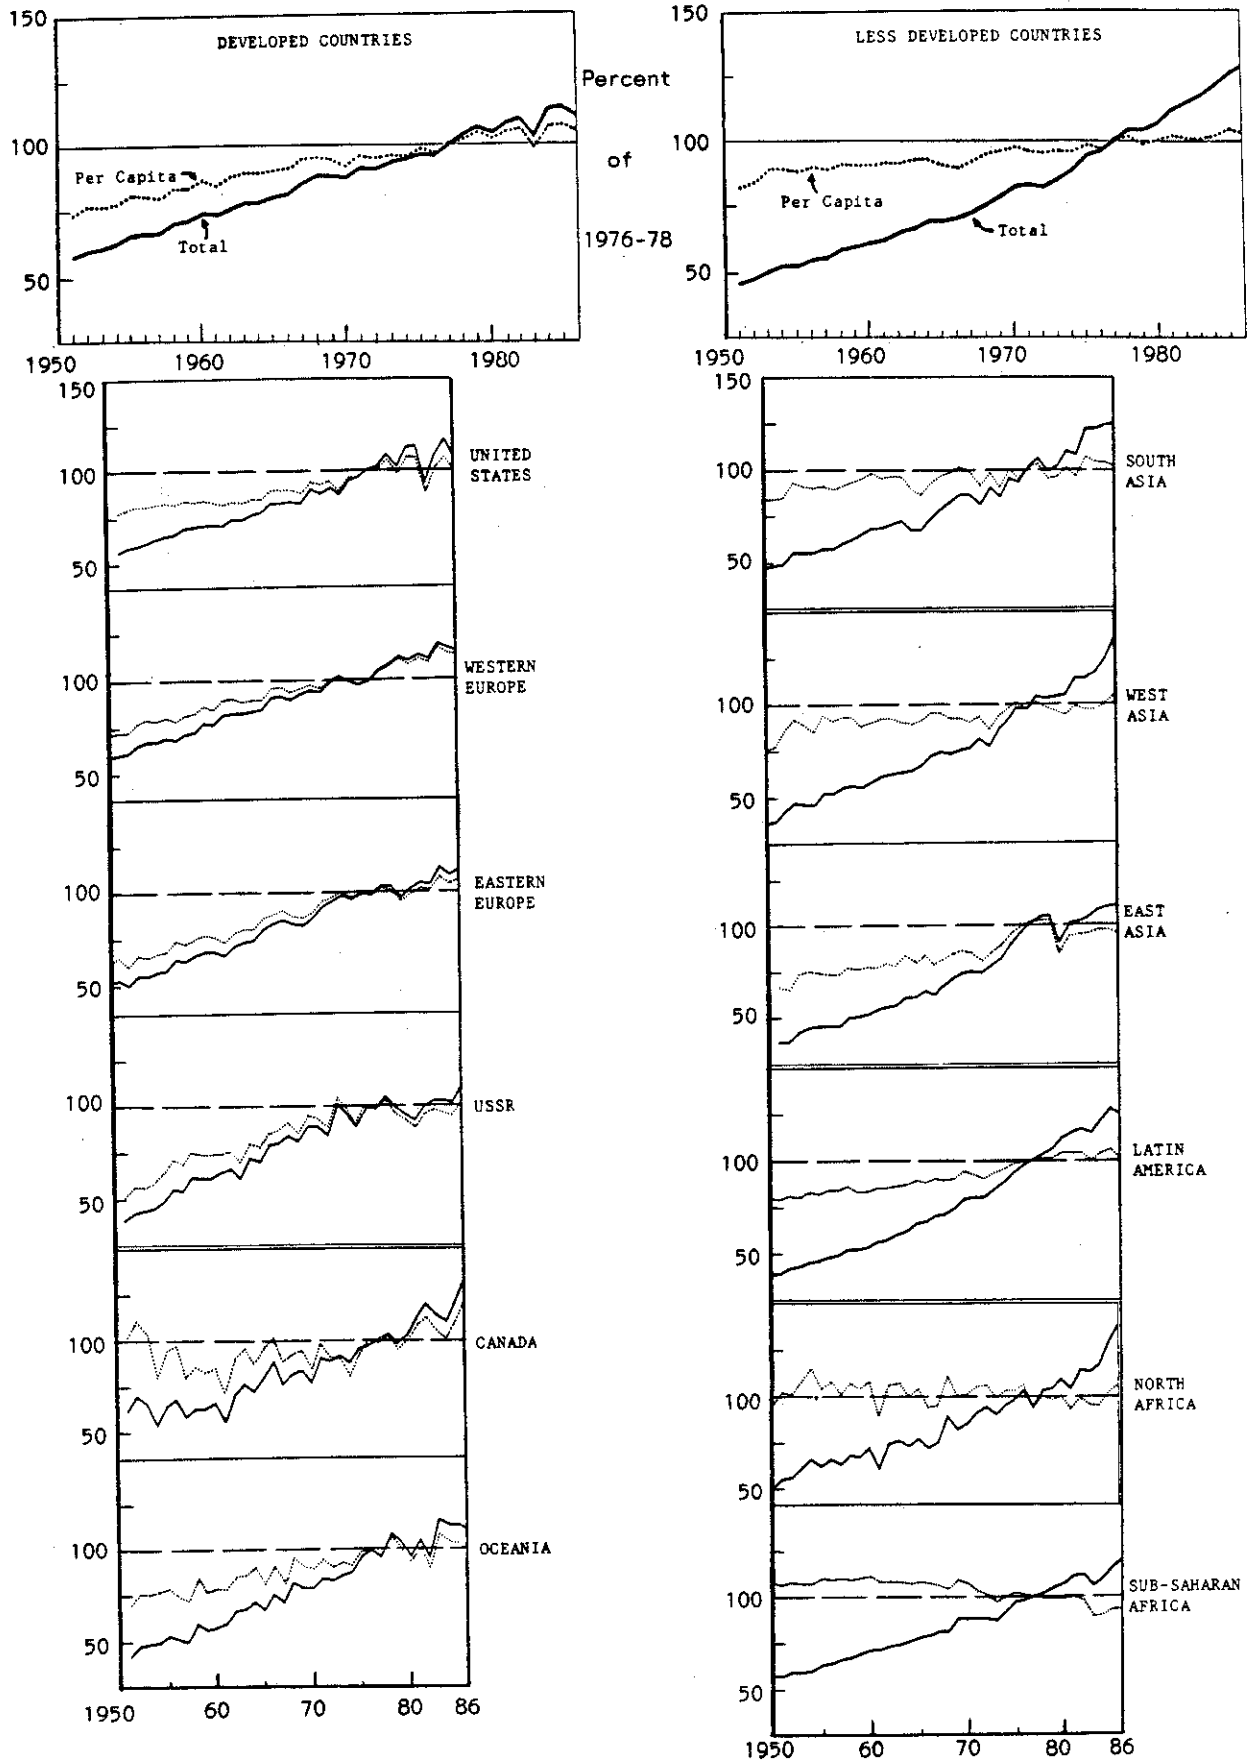 150
DEVELOPED COUNTRIES
100
Per Capita
Total
50
1950
1960
1970
1980
Percent
of
1976-78
150
LESS DEVELOPED COUNTRIES
100
Per Capita
Total
50
1950
1960
1970
1980
150
100
50
UNITED
STATES
100
50
WESTERN
EUROPE
100
50
EASTERN
EUROPE
100
50
USSR
100
50
CANADA
100
50
OCEANIA
1950
60
70
80
86
150
100
50
SOUTH
ASIA
100
50
WEST
ASIA
100
50
EAST
ASIA
100
50
LATIN
AMERICA
100
50
NORTH
AFRICA
100
50
SUB-SAHARAN
AFRICA
1950
60
70
80
86